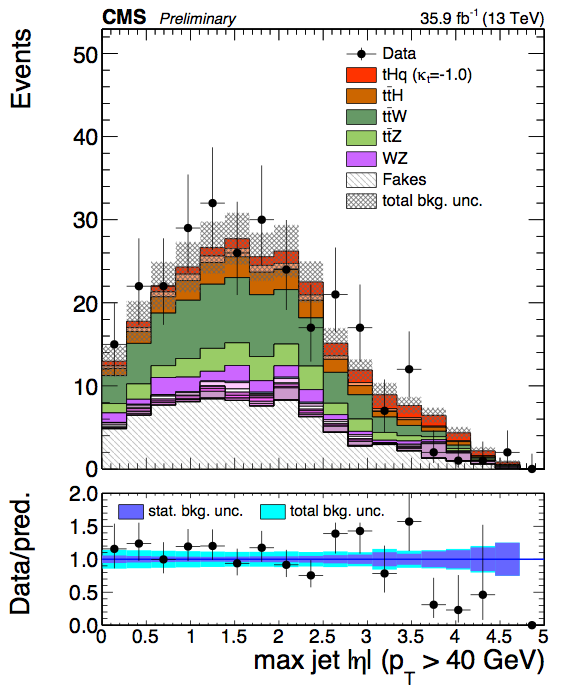 CMS Preliminary 35.9 fb⁻¹ (13 TeV)
Events
50
40
30
20
10
0
Data
tHq (κt=-1.0)
tt̄H
tt̄W
tt̄Z
WZ
Fakes
total bkg. unc.
Data/pred.
2.0
1.5
1.0
0.5
0.0
stat. bkg. unc.
total bkg. unc.
0 0.5 1 1.5 2 2.5 3 3.5 4 4.5 5
max jet |η| (pT > 40 GeV)